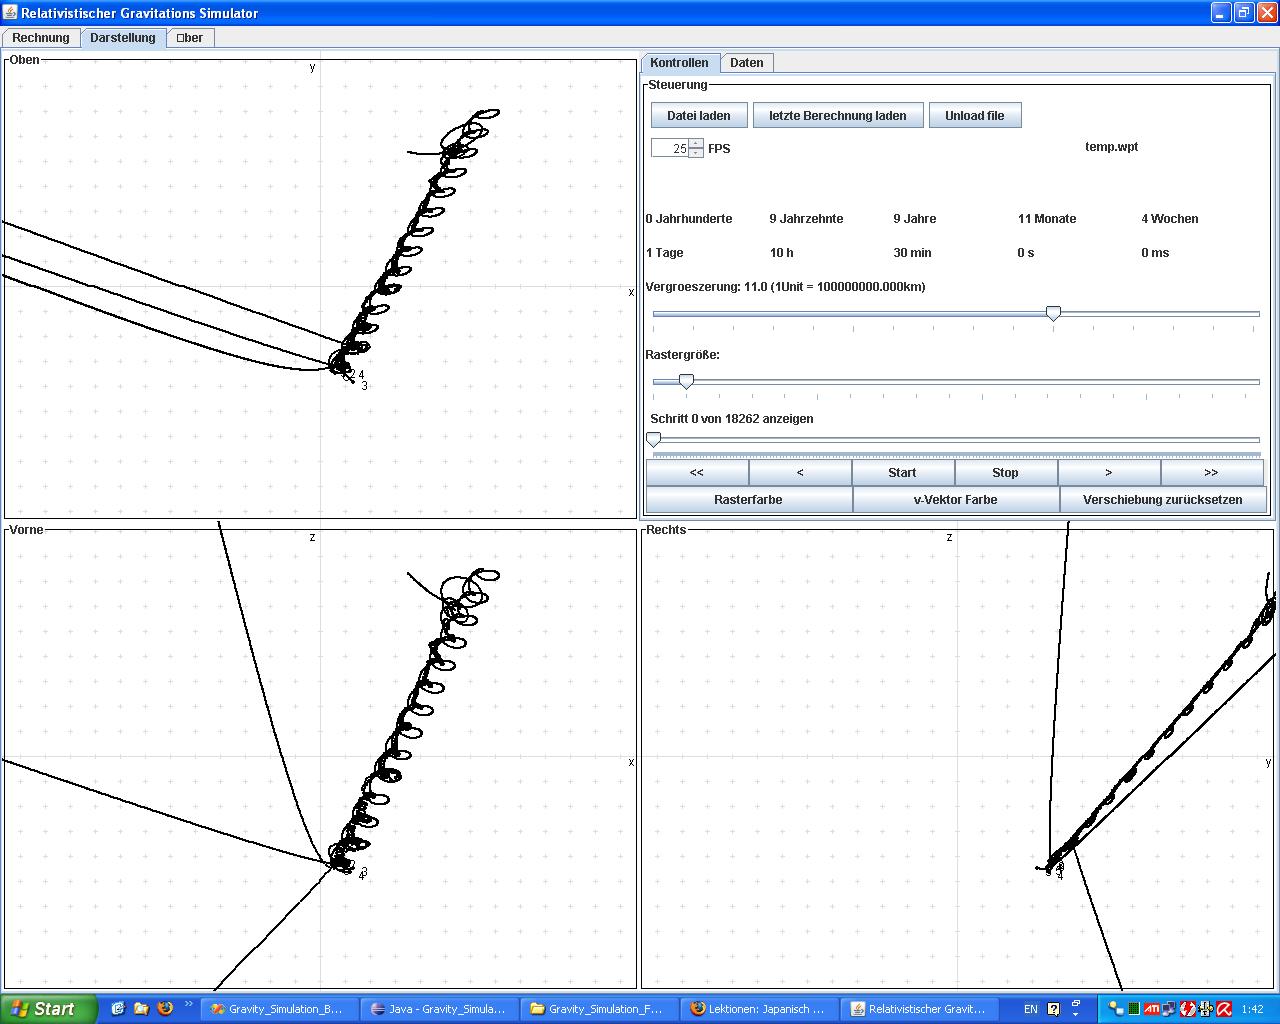 Relativistischer Gravitations Simulator
Rechnung Darstellung □ber
Oben
y
x
2 4
3
Kontrollen Daten
Steuerung
Datei laden letzte Berechnung laden Unload file
25 FPS temp.wpt
0 Jahrhunderte 9 Jahrzehnte 9 Jahre 11 Monate 4 Wochen
1 Tage 10 h 30 min 0 s 0 ms
Vergroeszerung: 11.0 (1Unit = 100000000.000km)
Rastergröße:
Schritt 0 von 18262 anzeigen
<< < Start Stop > >>
Rasterfarbe v-Vektor Farbe Verschiebung zurücksetzen
Vorne
z
x
3
4
Rechts
z
y
4
Start Gravity_Simulation_B... Java - Gravity_Simula... Gravity_Simulation_F... Lektionen: Japanisch ... Relativistischer Gravit... EN 1:42